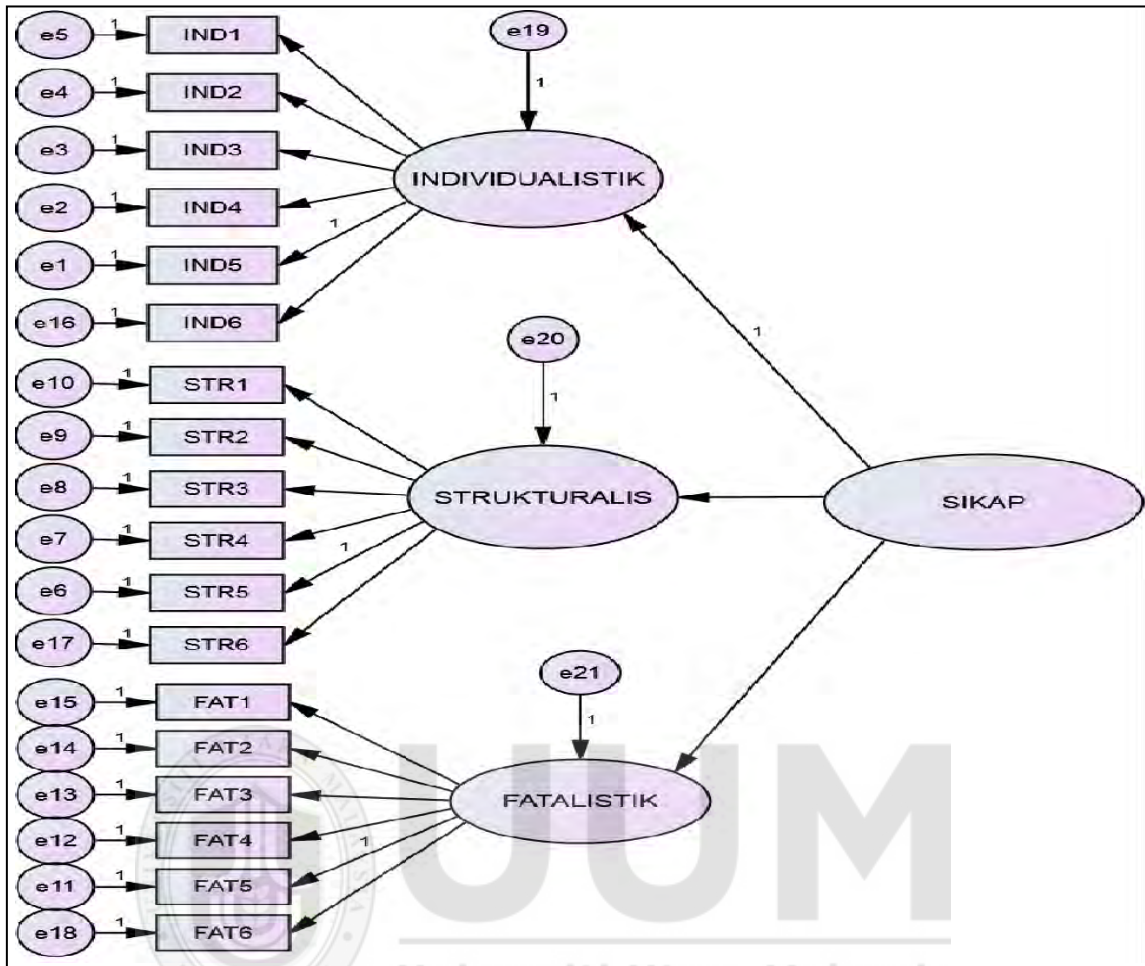 e5 1 IND1
e4 1 IND2
e3 1 IND3
e2 1 IND4
e1 1 IND5
e16 1 IND6
e19
1
INDIVIDUALISTIK
1
e10 1 STR1
e9 1 STR2
e8 1 STR3
e7 1 STR4
e6 1 STR5
e17 1 STR6
e20
1
STRUKTURALIS
1
1
SIKAP
e15 1 FAT1
e14 1 FAT2
e13 1 FAT3
e12 1 FAT4
e11 1 FAT5
e18 1 FAT6
e21
1
FATALISTIK
1
UUM